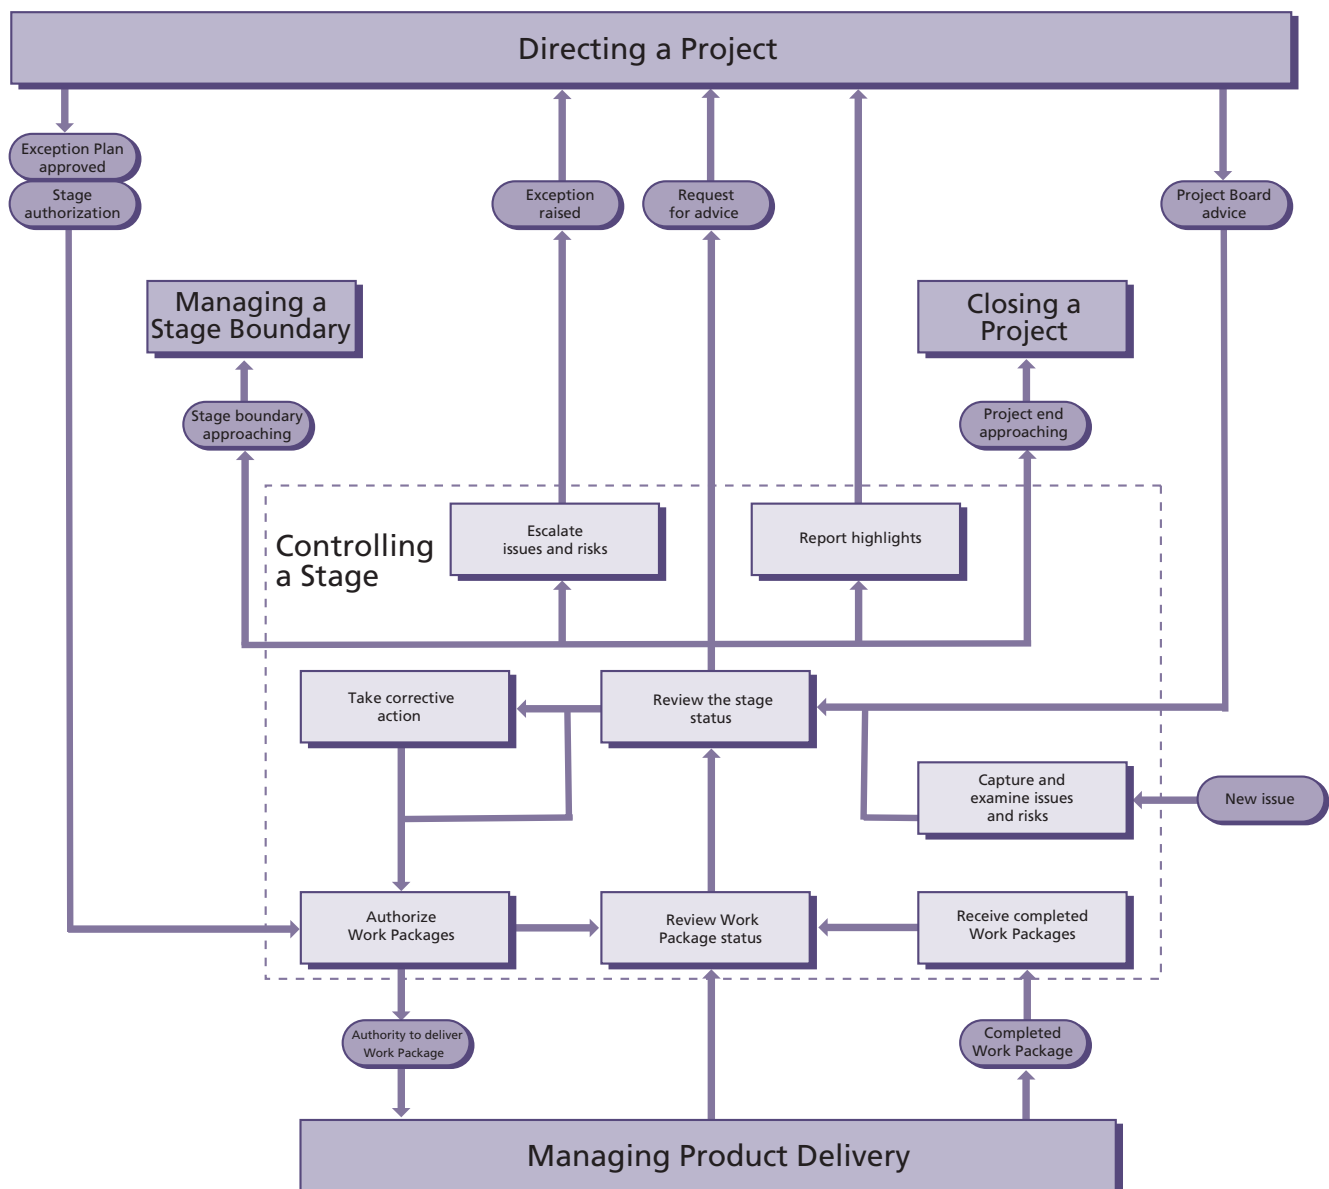 Directing a Project
Exception Plan
approved
Stage
authorization
Exception
raised
Request
for advice
Project Board
advice
Managing a
Stage Boundary
Closing a
Project
Stage boundary
approaching
Project end
approaching
Controlling
a Stage
Escalate
issues and risks
Report highlights
Take corrective
action
Review the stage
status
Capture and
examine issues
and risks
New issue
Authorize
Work Packages
Review Work
Package status
Receive completed
Work Packages
Authority to deliver
Work Package
Completed
Work Package
Managing Product Delivery